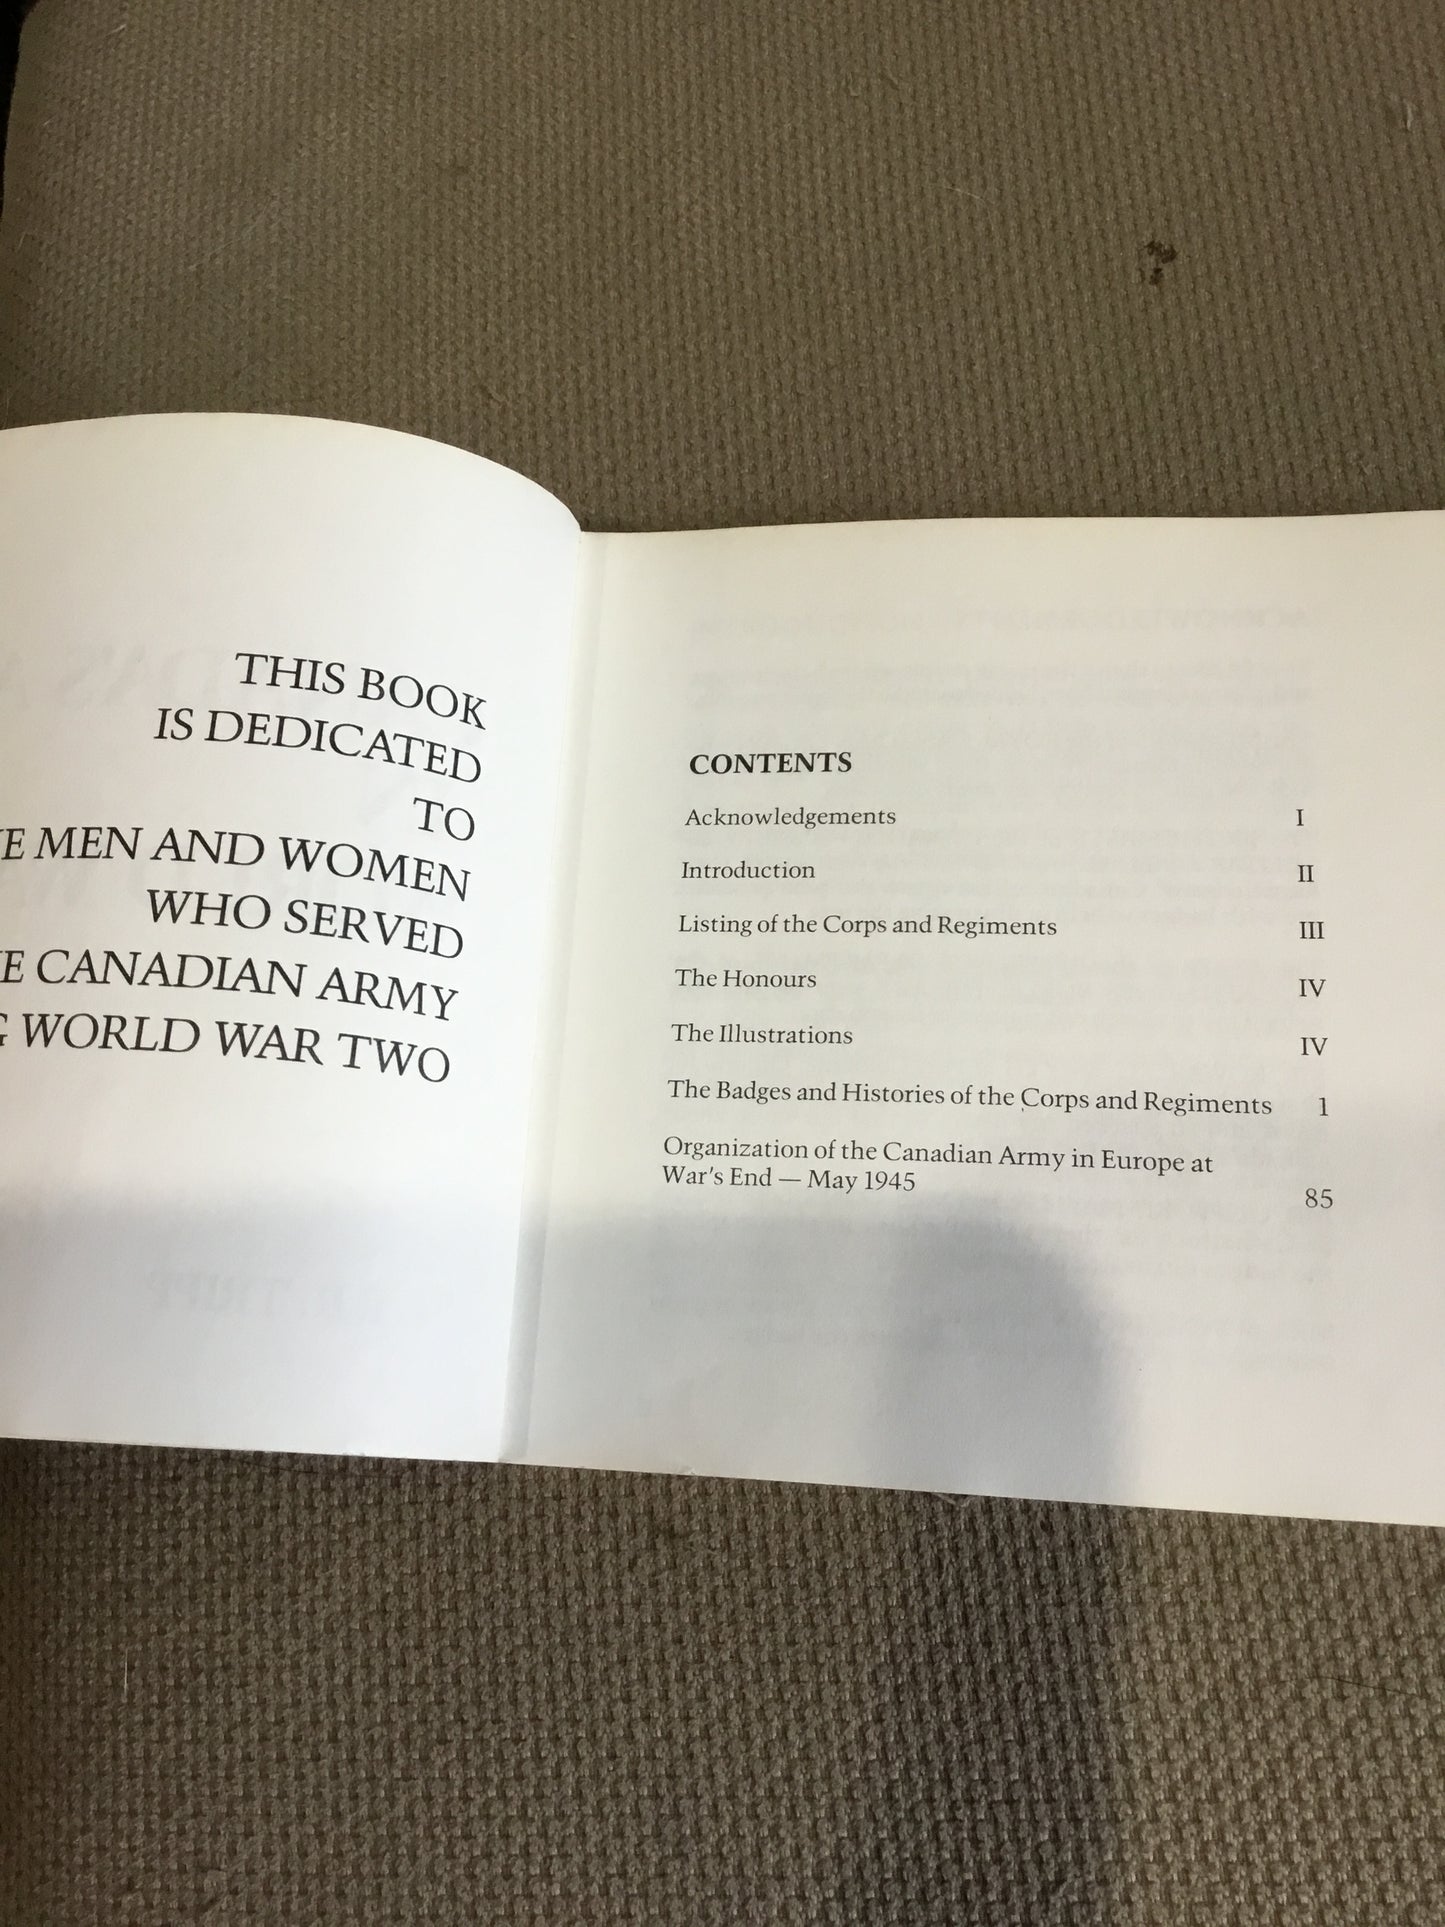 THIS BOOK
IS DEDICATED
TO
E MEN AND WOMEN
WHO SERVED
E CANADIAN ARMY
G WORLD WAR TWO
CONTENTS
Acknowledgements I
Introduction II
Listing of the Corps and Regiments III
The Honours IV
The Illustrations IV
The Badges and Histories of the Corps and Regiments 1
Organization of the Canadian Army in Europe at
War's End — May 1945 85